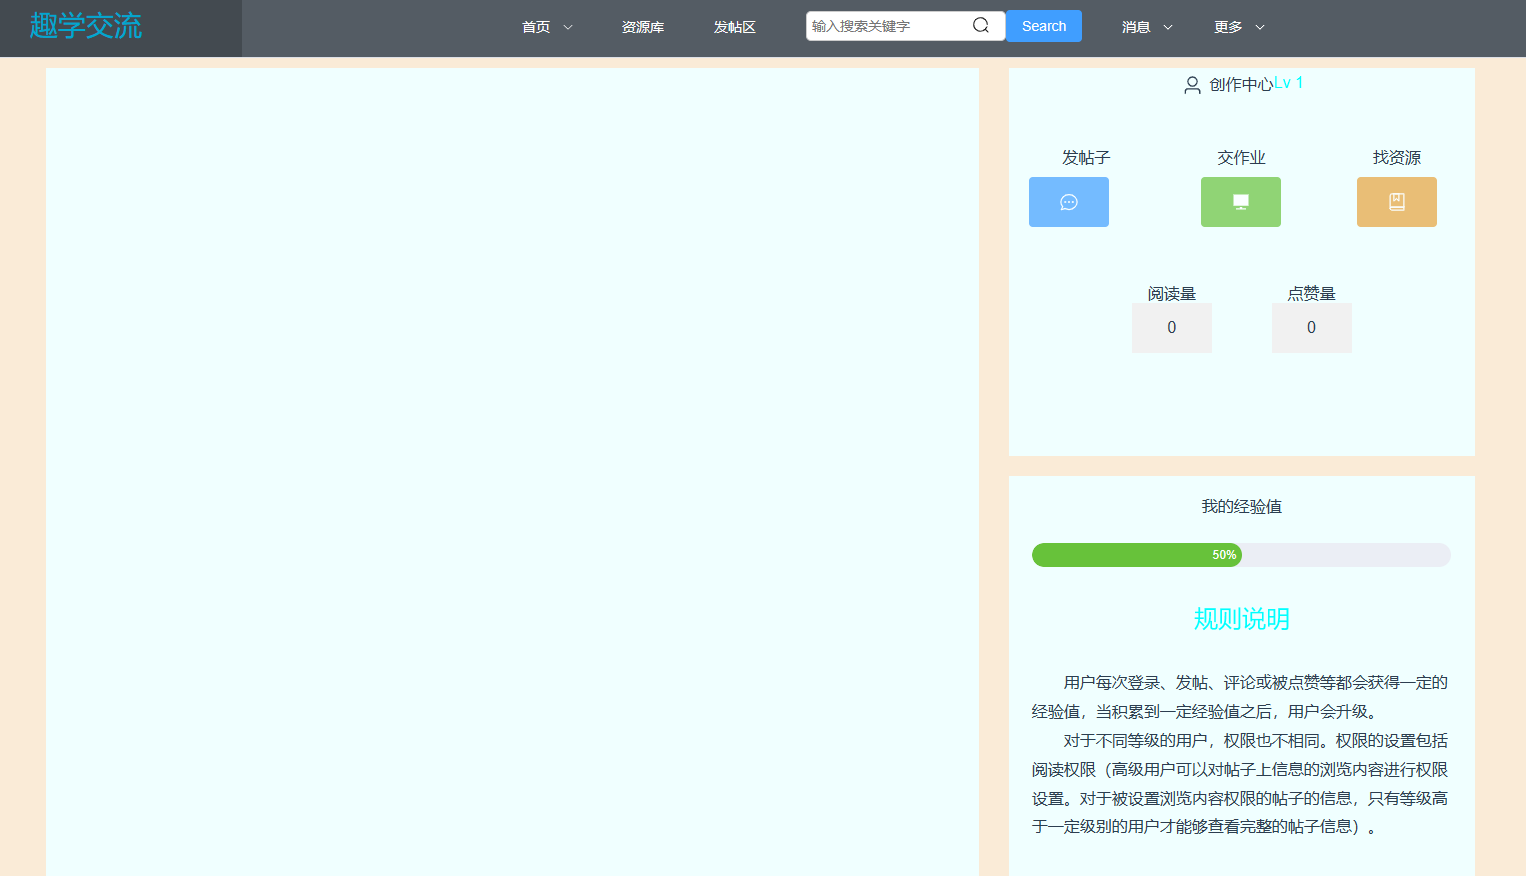 趣学交流
首页
资源库
发帖区
输入搜索关键字
Search
消息
更多
创作中心Lv 1
发帖子
交作业
找资源
阅读量
点赞量
0
0
我的经验值
50%
规则说明
用户每次登录、发帖、评论或被点赞等都会获得一定的
经验值，当积累到一定经验值之后，用户会升级。
对于不同等级的用户，权限也不相同。权限的设置包括
阅读权限（高级用户可以对帖子上信息的浏览内容进行权限
设置。对于被设置浏览内容权限的帖子的信息，只有等级高
于一定级别的用户才能够查看完整的帖子信息）。